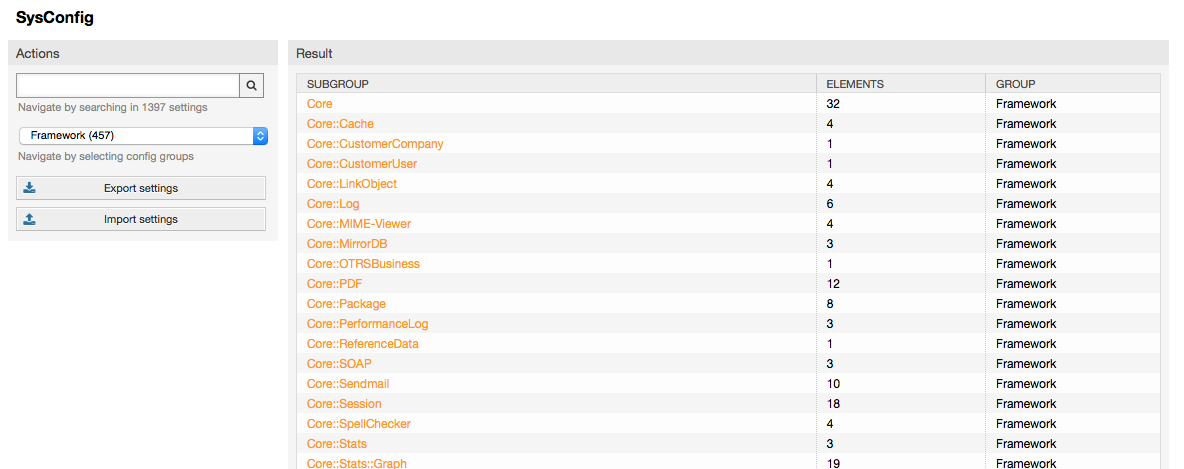 SysConfig
Actions
Navigate by searching in 1397 settings
Framework (457)
Navigate by selecting config groups
Export settings
Import settings
Result
SUBGROUP ELEMENTS GROUP
Core 32 Framework
Core::Cache 4 Framework
Core::CustomerCompany 1 Framework
Core::CustomerUser 1 Framework
Core::LinkObject 4 Framework
Core::Log 6 Framework
Core::MIME-Viewer 4 Framework
Core::MirrorDB 3 Framework
Core::OTRSBusiness 1 Framework
Core::PDF 12 Framework
Core::Package 8 Framework
Core::PerformanceLog 3 Framework
Core::ReferenceData 1 Framework
Core::SOAP 3 Framework
Core::Sendmail 10 Framework
Core::Session 18 Framework
Core::SpellChecker 4 Framework
Core::Stats 3 Framework
Core::Stats::Graph 19 Framework